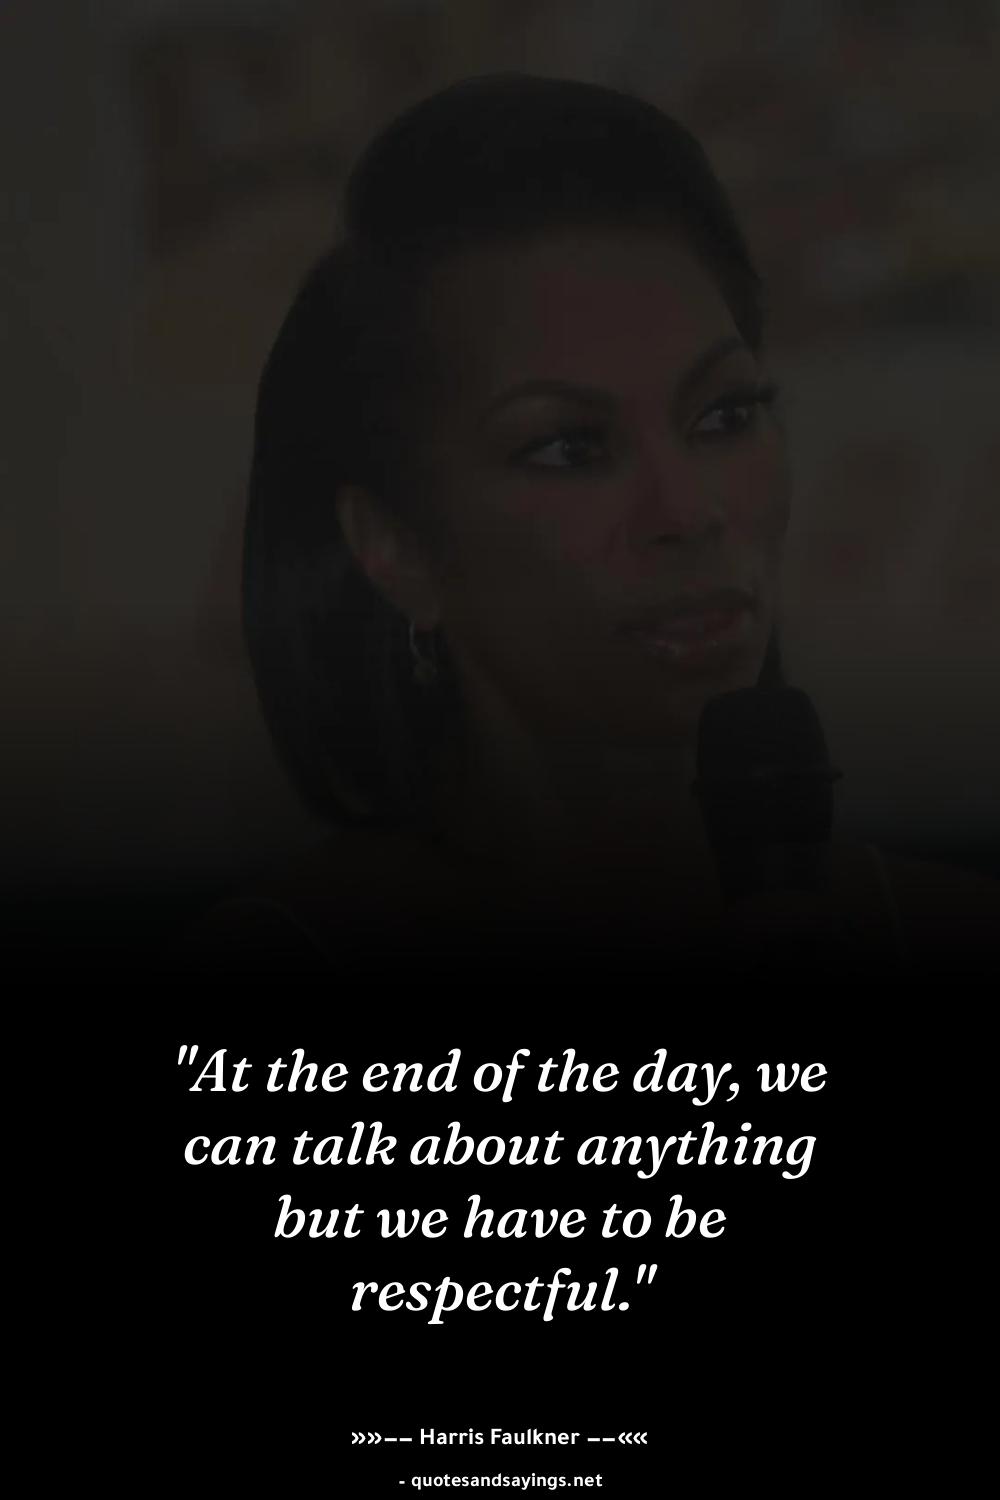 "At the end of the day, we
can talk about anything
but we have to be
respectful."
»»−− Harris Faulkner −−««
- quotesandsayings.net